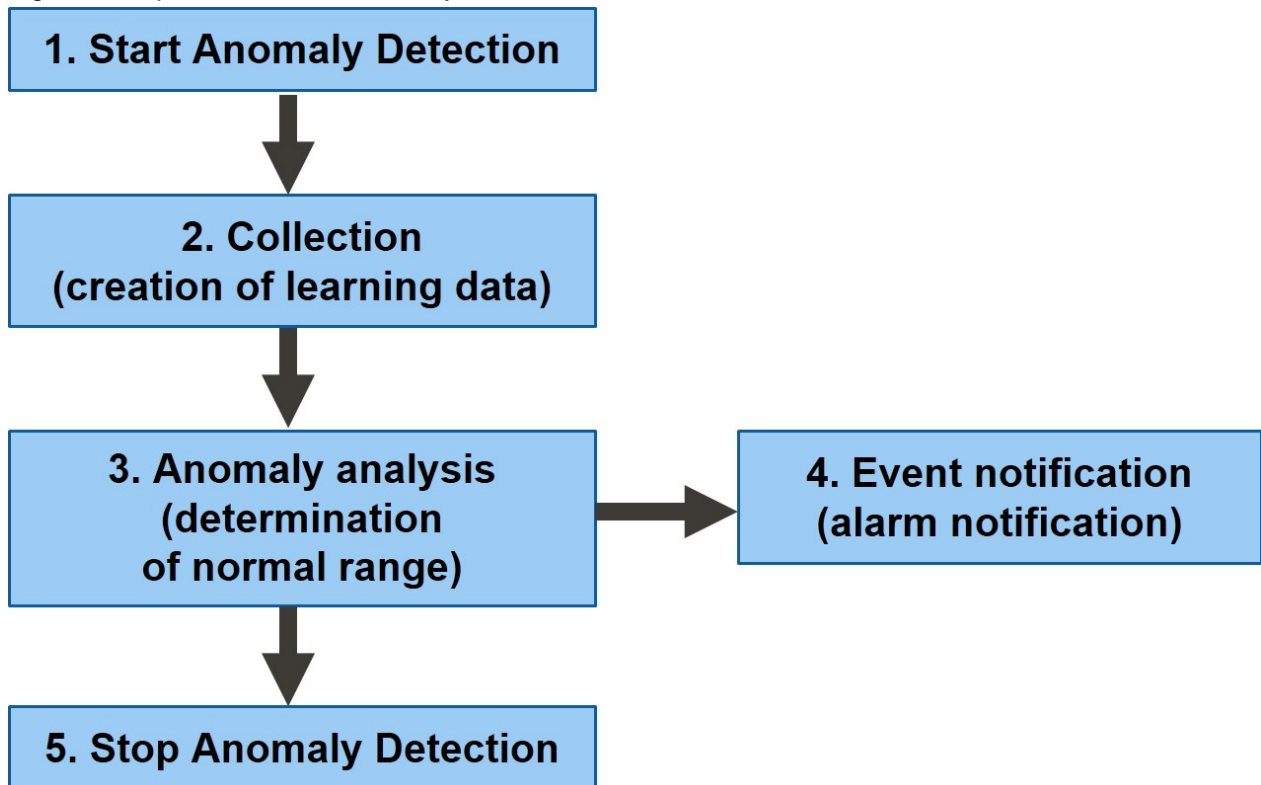 1. Start Anomaly Detection
2. Collection
(creation of learning data)
3. Anomaly analysis
(determination
of normal range)
4. Event notification
(alarm notification)
5. Stop Anomaly Detection